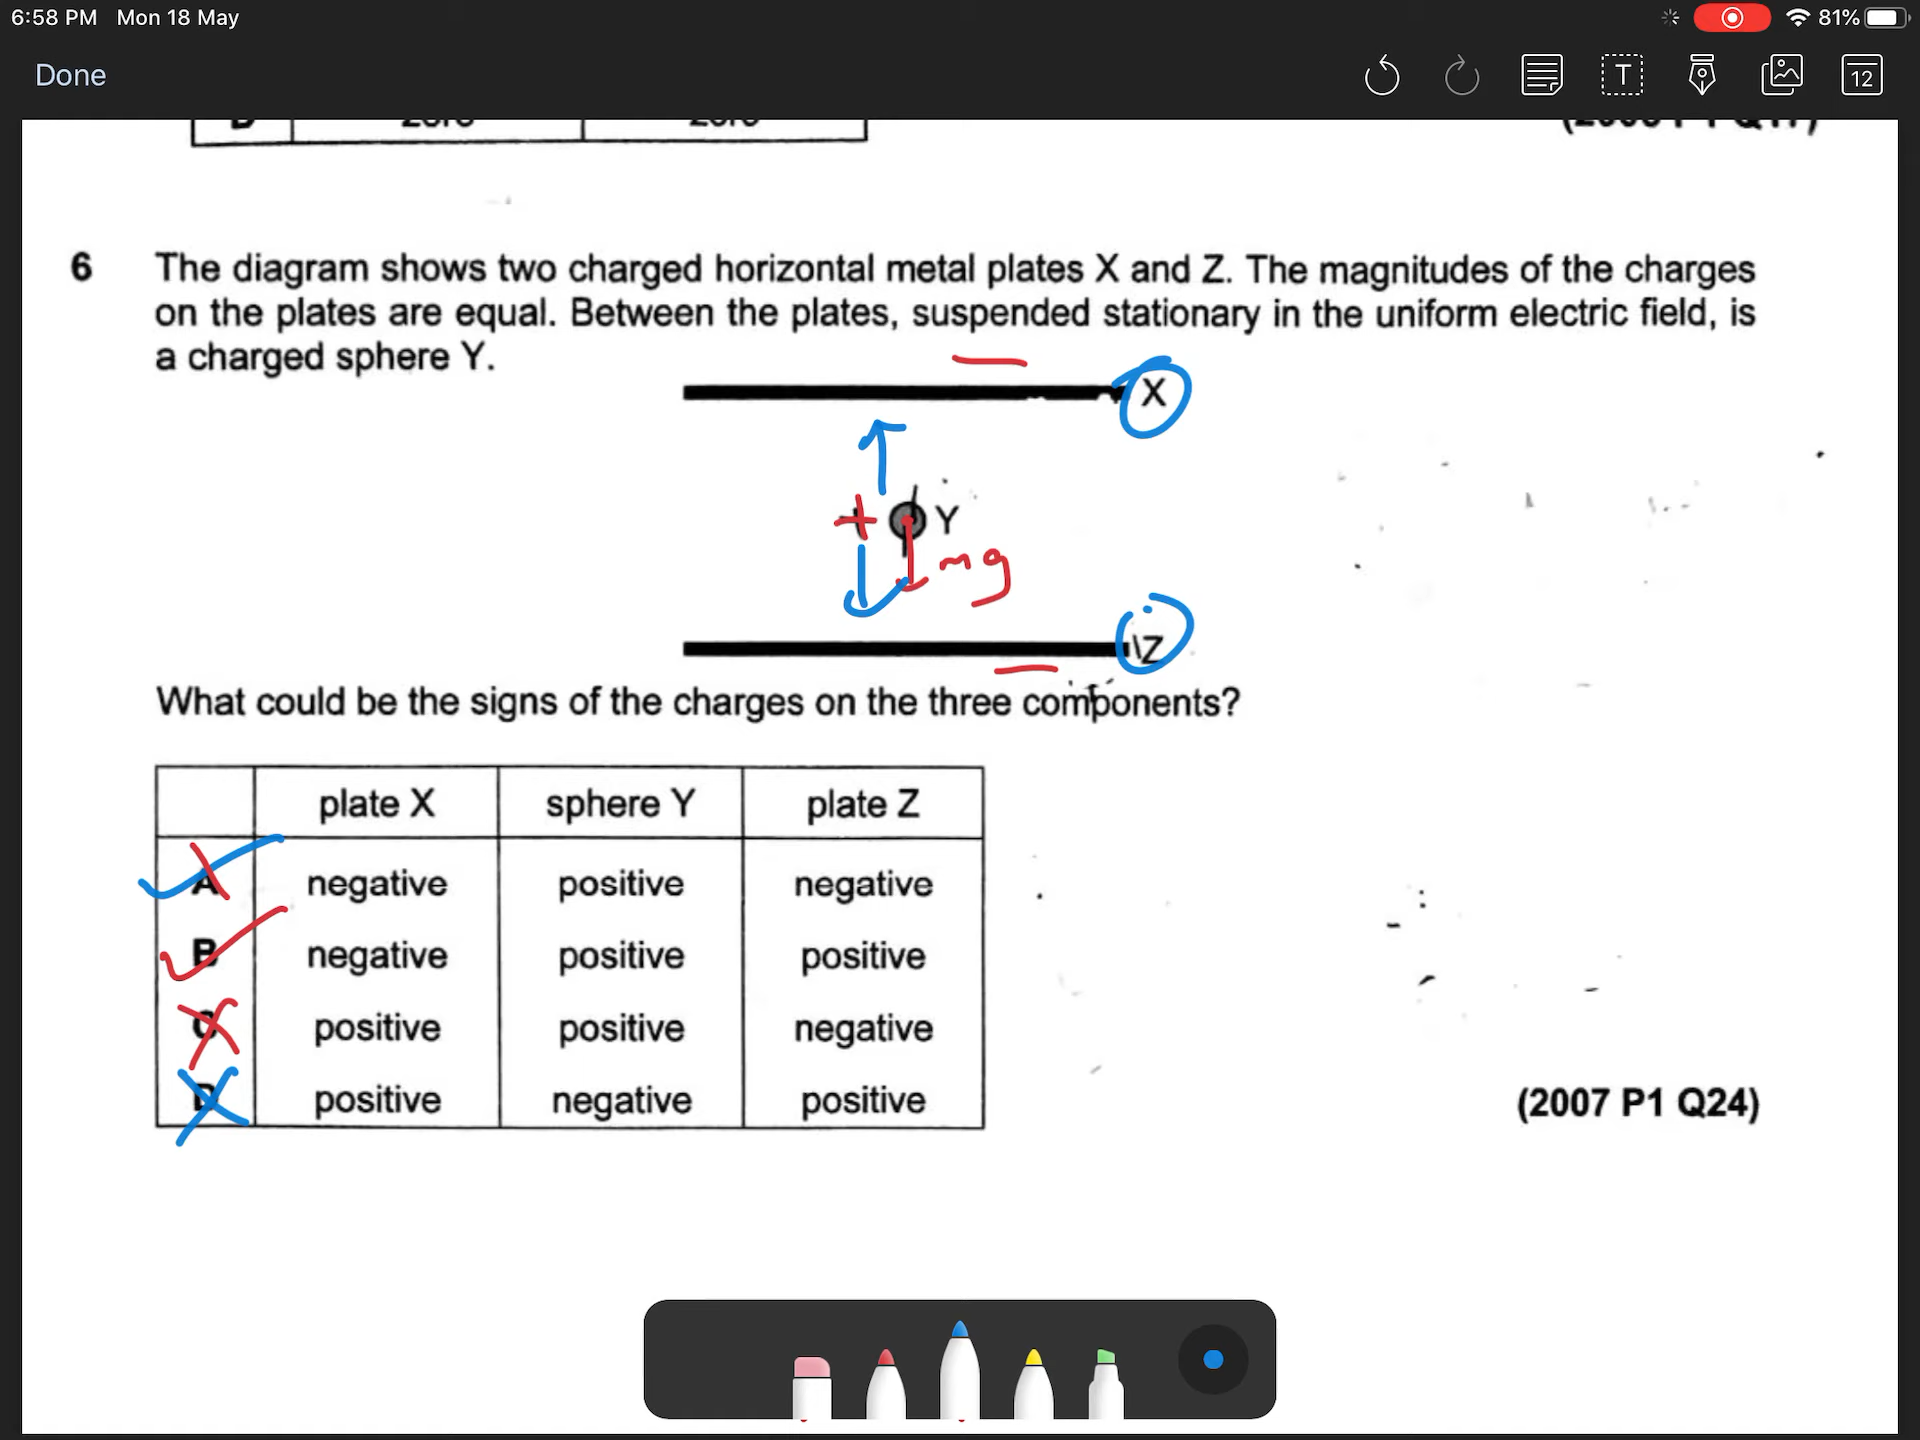 6:58 PM Mon 18 May
81%
Done
T
12
6 The diagram shows two charged horizontal metal plates X and Z. The magnitudes of the charges
on the plates are equal. Between the plates, suspended stationary in the uniform electric field, is
a charged sphere Y.
X
+ Y
mg
Z
What could be the signs of the charges on the three components?
plate X sphere Y plate Z
A negative positive negative
B negative positive positive
C positive positive negative
D positive negative positive
(2007 P1 Q24)